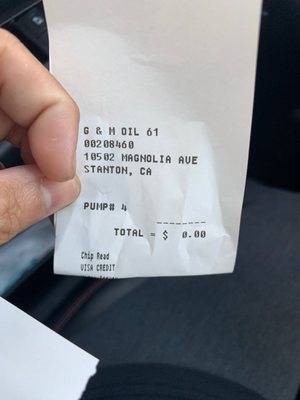 G & M OIL 61
00208460
10502 MAGNOLIA AVE
STANTON, CA
PUMP# 4
--------
TOTAL = $ 0.00
Chip Read
VISA CREDIT